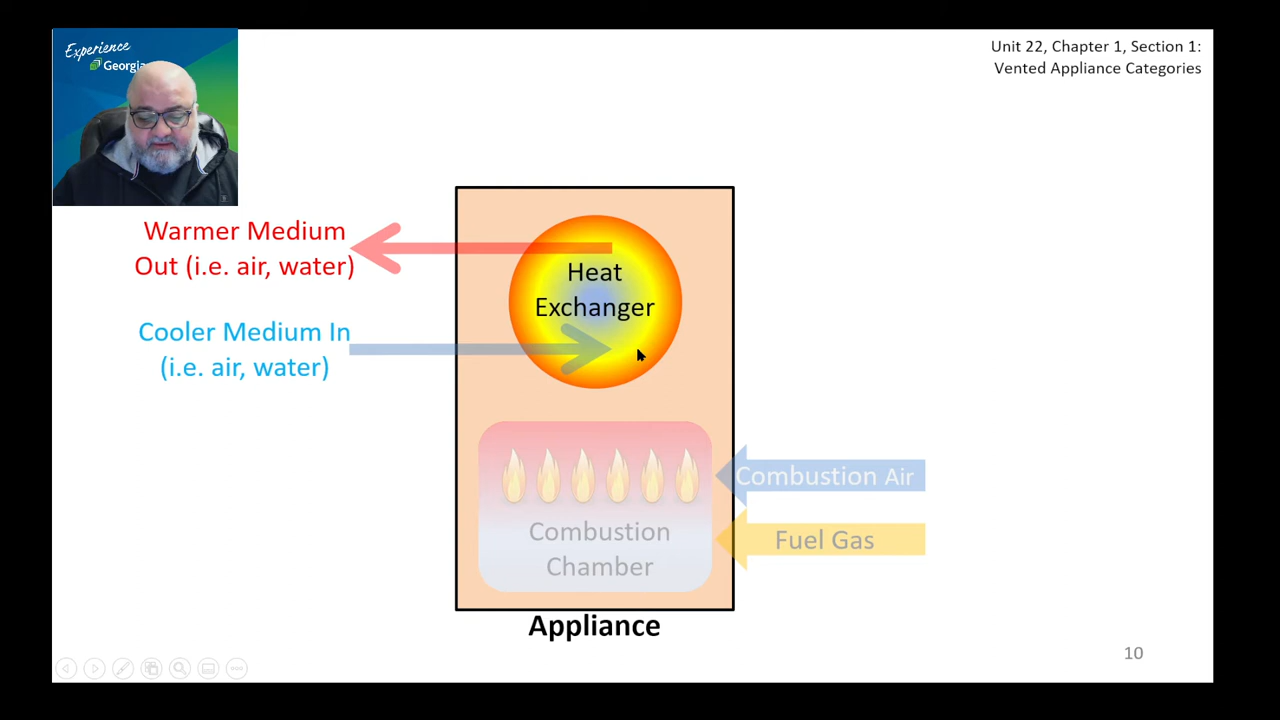 Experience
Georgia
Unit 22, Chapter 1, Section 1:
Vented Appliance Categories
Warmer Medium
Out (i.e. air, water)
Heat
Exchanger
Cooler Medium In
(i.e. air, water)
Combustion Air
Fuel Gas
Combustion
Chamber
Appliance
10